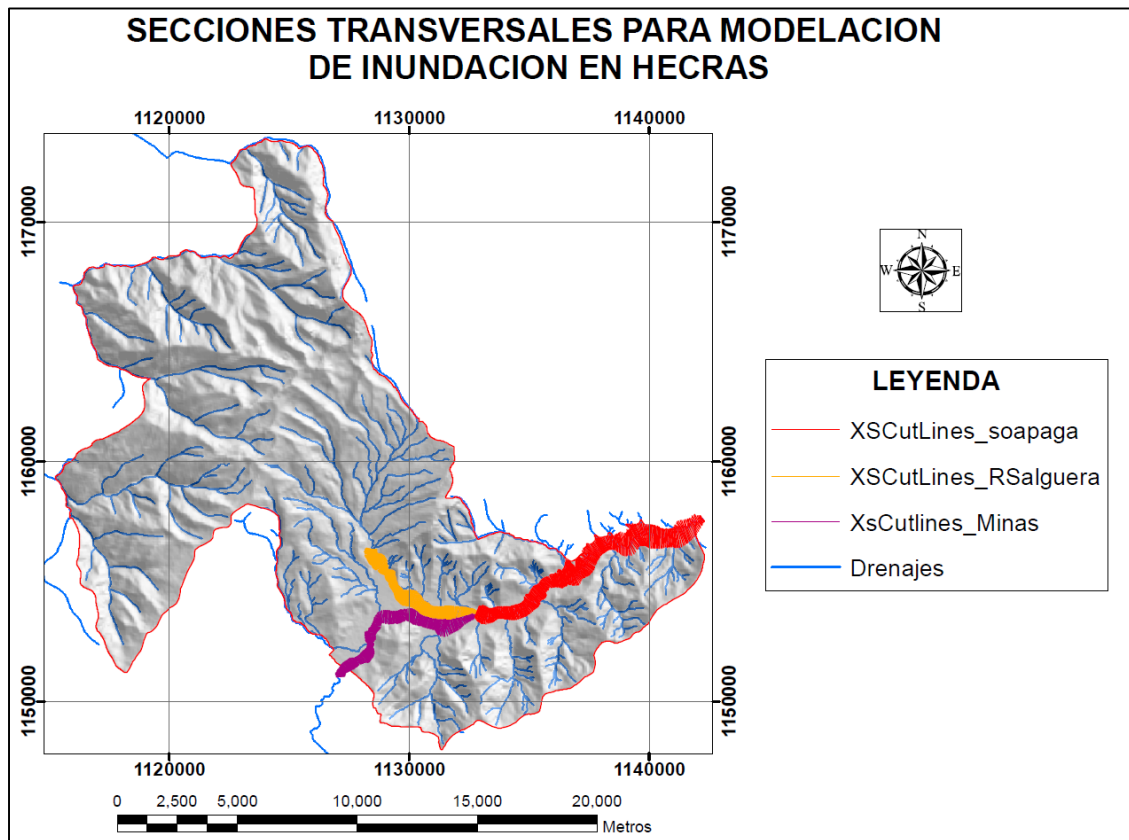 SECCIONES TRANSVERSALES PARA MODELACION
DE INUNDACION EN HECRAS
1120000
1130000
1140000
1170000
1170000
1160000
1160000
1150000
1150000
N
W
E
S
LEYENDA
XSCutLines_soapaga
XSCutLines_RSalguera
XsCutlines_Minas
Drenajes
1120000
1130000
1140000
0
2,500
5,000
10,000
15,000
20,000
Metros